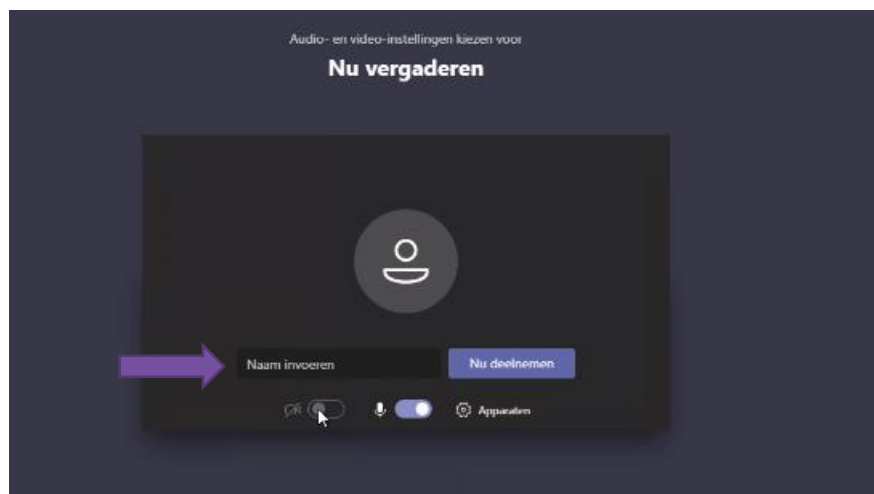 Audio- en video-instellingen kiezen voor
Nu vergaderen
Naam invoeren
Nu deelnemen
Apparaten